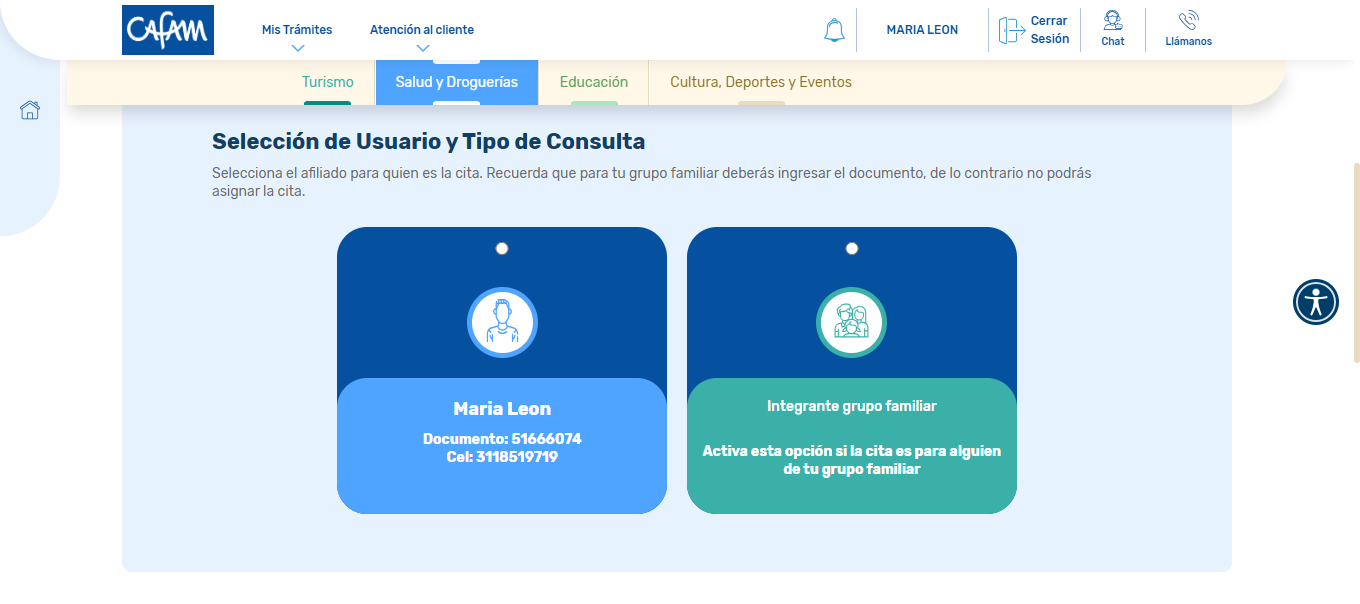 CAFAM
Mis Trámites
Atención al cliente
MARIA LEON
Cerrar
Sesión
Chat
Llámanos
Turismo
Salud y Droguerías
Educación
Cultura, Deportes y Eventos
Selección de Usuario y Tipo de Consulta
Selecciona el afiliado para quien es la cita. Recuerda que para tu grupo familiar deberás ingresar el documento, de lo contrario no podrás
asignar la cita.
Maria Leon
Documento: 51666074
Cel: 3118519719
Integrante grupo familiar
Activa esta opción si la cita es para alguien
de tu grupo familiar